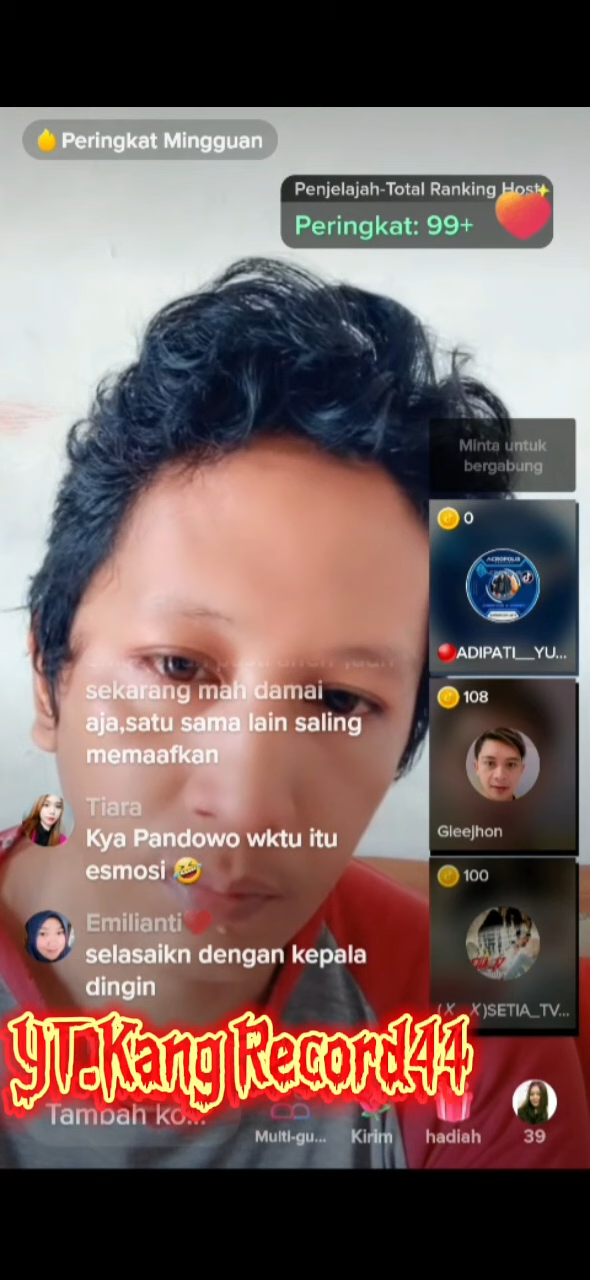 Peringkat Mingguan
Penjelajah-Total Ranking Host
Peringkat: 99+
Minta untuk
bergabung
0
ADIPATI__YU...
108
Gleejhon
100
(X_X)SETIA_TV...
sekarang mah damai
aja,satu sama lain saling
memaafkan
Tiara
Kya Pandowo wktu itu
esmosi 🤣
Emilianti❤️
selasaikn dengan kepala
dingin
YT.Kang Record44
Tambah ko...
Multi-gu...
Kirim
hadiah
39